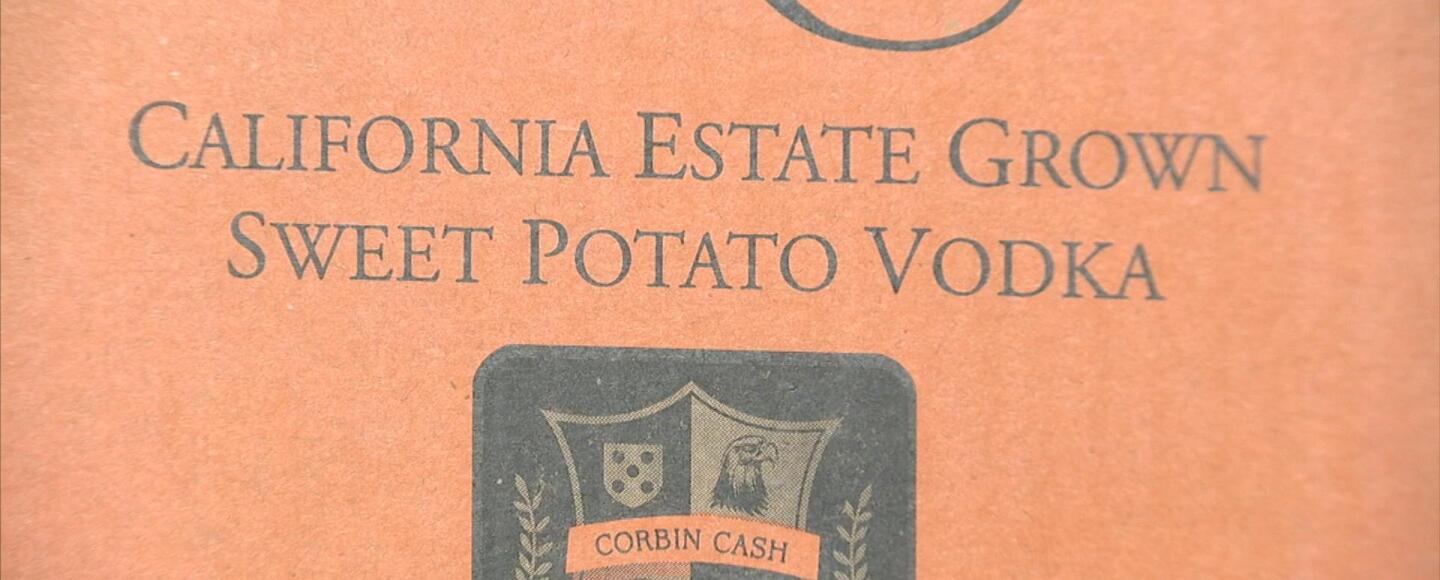 California Estate Grown
Sweet Potato Vodka
CORBIN CASH